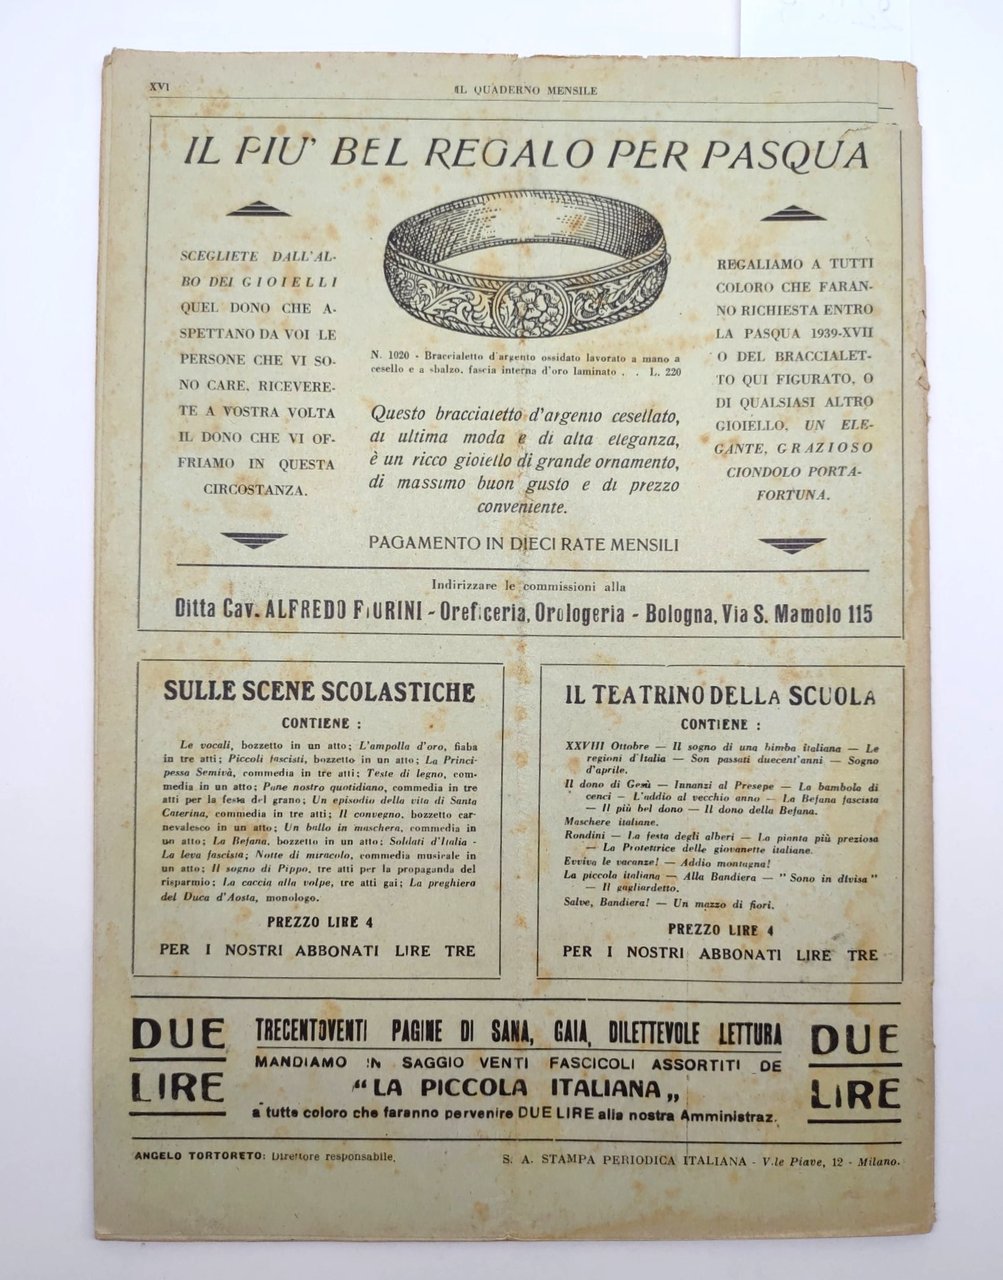 XVI
IL QUADERNO MENSILE
IL PIU' BEL REGALO PER PASQUA
SCEGLIETE DALL'AL-
BO DEI GIOIELLI
QUEL DONO CHE A-
SPETTANO DA VOI LE
PERSONE CHE VI SO-
NO CARE, RICEVERE-
TE A VOSTRA VOLTA
IL DONO CHE VI OF-
FRIAMO IN QUESTA
CIRCOSTANZA.
N. 1020 - Braccialetto d'argento ossidato lavorato a mano a
cesello e a sbalzo, fascia interna d'oro laminato . . L. 220
Questo braccialetto d'argento cesellato,
di ultima moda e di alta eleganza,
è un ricco gioiello di grande ornamento,
di massimo buon gusto e di prezzo
conveniente.
PAGAMENTO IN DIECI RATE MENSILI
REGALIAMO A TUTTI
COLORO CHE FARAN-
NO RICHIESTA ENTRO
LA PASQUA 1939-XVII
O DEL BRACCIALET-
TO QUI FIGURATO, O
DI QUALSIASI ALTRO
GIOIELLO, UN ELE-
GANTE, GRAZIOSO
CIONDOLO PORTA-
FORTUNA.
Indirizzare le commissioni alla
Ditta Cav. ALFREDO FIURINI - Oreficeria, Orologeria - Bologna, Via S. Mamolo 115
SULLE SCENE SCOLASTICHE
CONTIENE :
Le vocali, bozzetto in un atto; L'ampolla d'oro, fiaba
in tre atti; Piccoli fascisti, bozzetto in un atto; La Princi-
pessa Semivà, commedia in tre atti; Teste di legno, com-
media in un atto; Pane nostro quotidiano, commedia in tre
atti per la festa del grano; Un episodio della vita di Santa
Caterina, commedia in tre atti; Il convegno, bozzetto car-
nevalesco in un atto; Un ballo in maschera, commedia in
un atto; La Befana, bozzetto in un atto; Soldati d'Italia -
La leva fascista; Notte di miracolo, commedia musicale in
un atto; Il sogno di Pippo, tre atti per la propaganda del
risparmio; La caccia alla volpe, tre atti gai; La preghiera
del Duca d'Aosta, monologo.
PREZZO LIRE 4
PER I NOSTRI ABBONATI LIRE TRE
IL TEATRINO DELLA SCUOLA
CONTIENE :
XXVIII Ottobre — Il sogno di una bimba italiana — Le
regioni d'Italia — Son passati duecent'anni — Sogno
d'aprile.
Il dono di Gesù — Innanzi al Presepe — La bambola di
cenci — L'addio al vecchio anno — La Befana fascista
— Il più bel dono — Il dono della Befana.
Maschere italiane.
Rondini — La festa degli alberi — La pianta più preziosa
— La Protettrice delle giovanette italiane.
Evviva le vacanze! — Addio montagna!
La piccola italiana — Alla Bandiera — " Sono in divisa "
— Il gagliardetto.
Salve, Bandiera! — Un mazzo di fiori.
PREZZO LIRE 4
PER I NOSTRI ABBONATI LIRE TRE
DUE
LIRE
TRECENTOVENTI PAGINE DI SANA, GAIA, DILETTEVOLE LETTURA
MANDIAMO IN SAGGIO VENTI FASCICOLI ASSORTITI DE
“LA PICCOLA ITALIANA„
a tutte coloro che faranno pervenire DUE LIRE alla nostra Amministraz.
DUE
LIRE
ANGELO TORTORETO: Direttore responsabile.
S. A. STAMPA PERIODICA ITALIANA - V.le Piave, 12 - Milano.